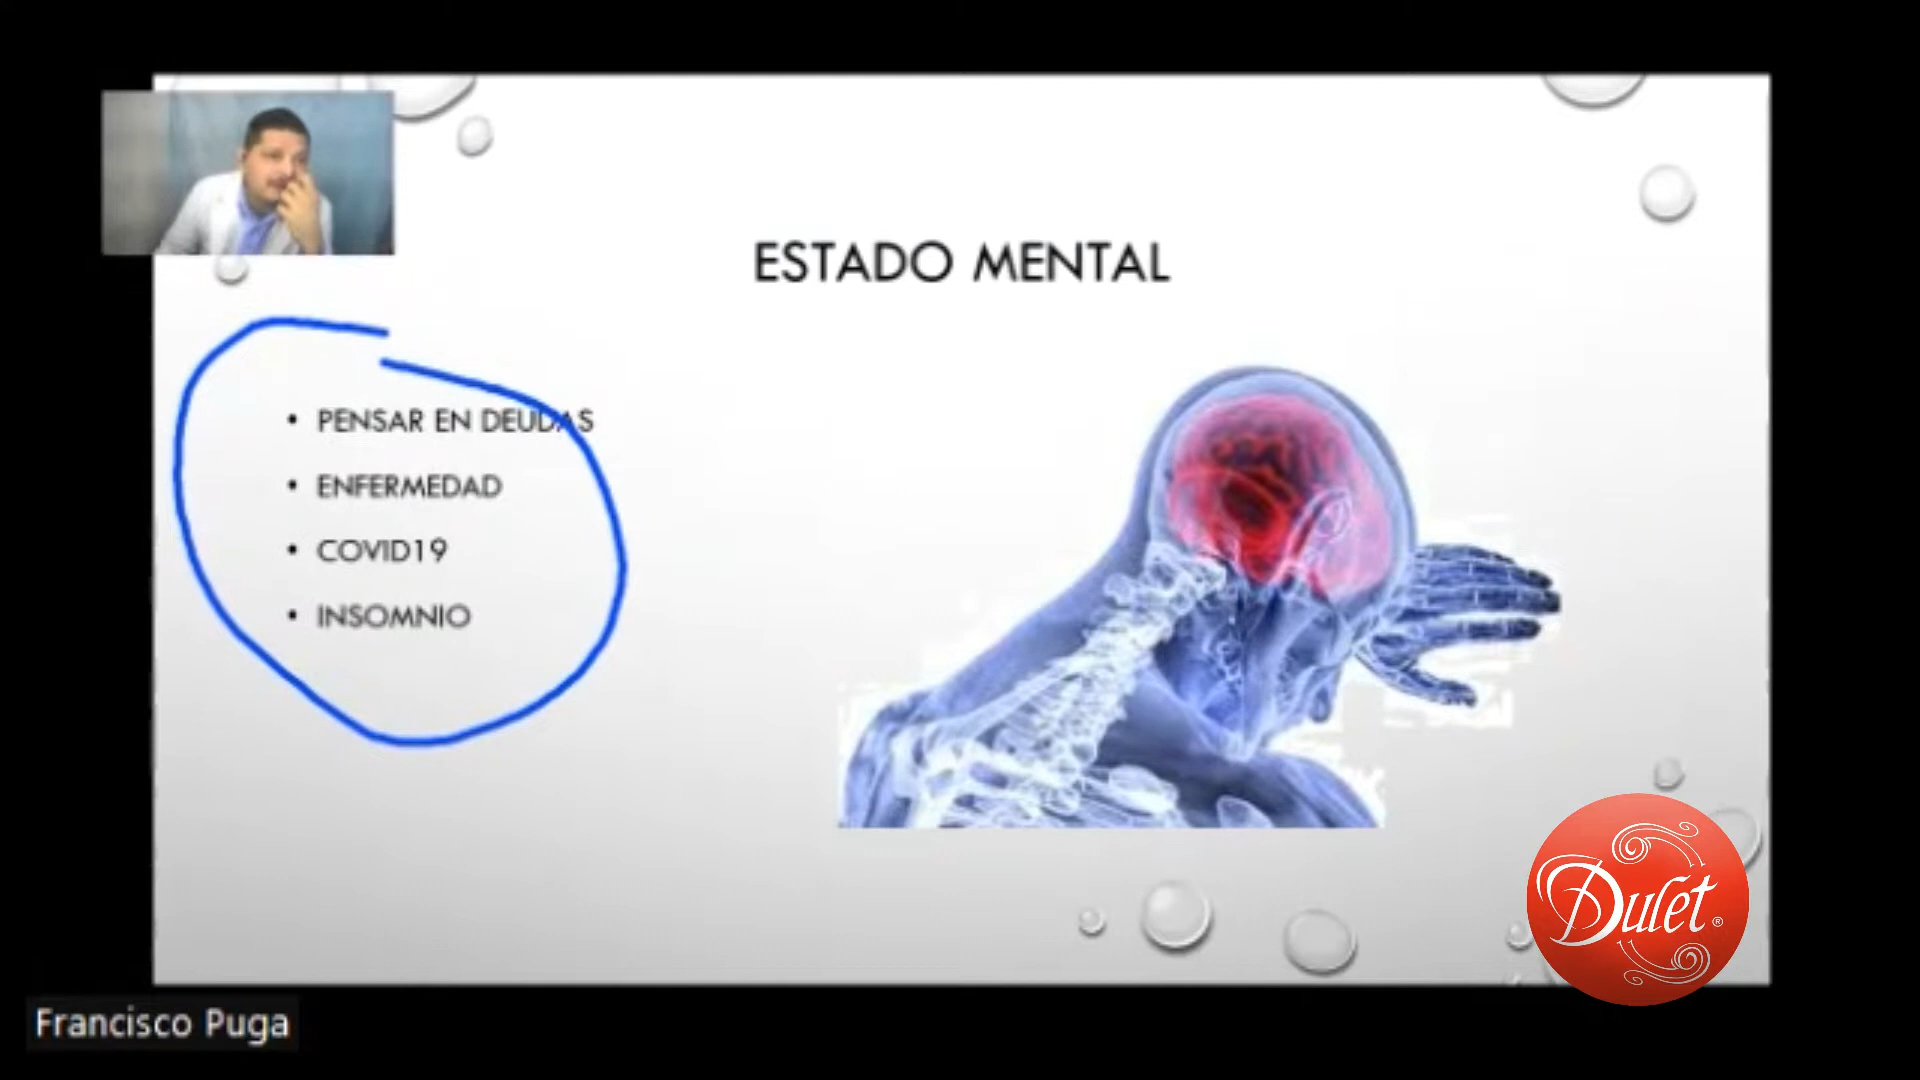 ESTADO MENTAL
• PENSAR EN DEUDAS
• ENFERMEDAD
• COVID19
• INSOMNIO
Dulet®
Francisco Puga